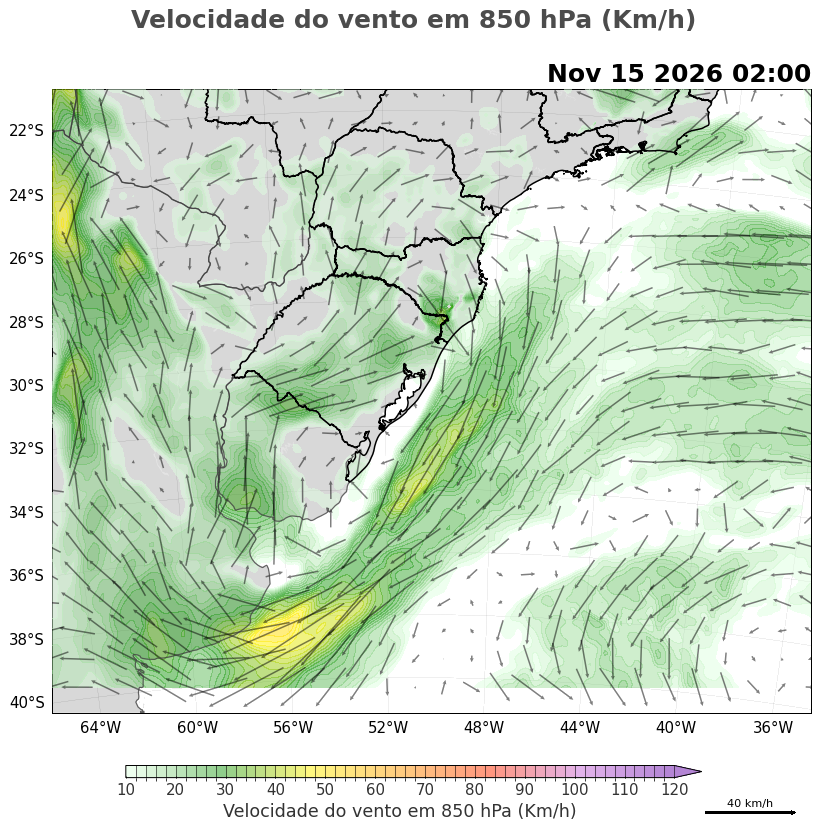 Velocidade do vento em 850 hPa (Km/h)
Nov 15 2026 02:00
22°S
24°S
26°S
28°S
30°S
32°S
34°S
36°S
38°S
40°S
64°W 60°W 56°W 52°W 48°W 44°W 40°W 36°W
10 20 30 40 50 60 70 80 90 100 110 120
Velocidade do vento em 850 hPa (Km/h)
40 km/h